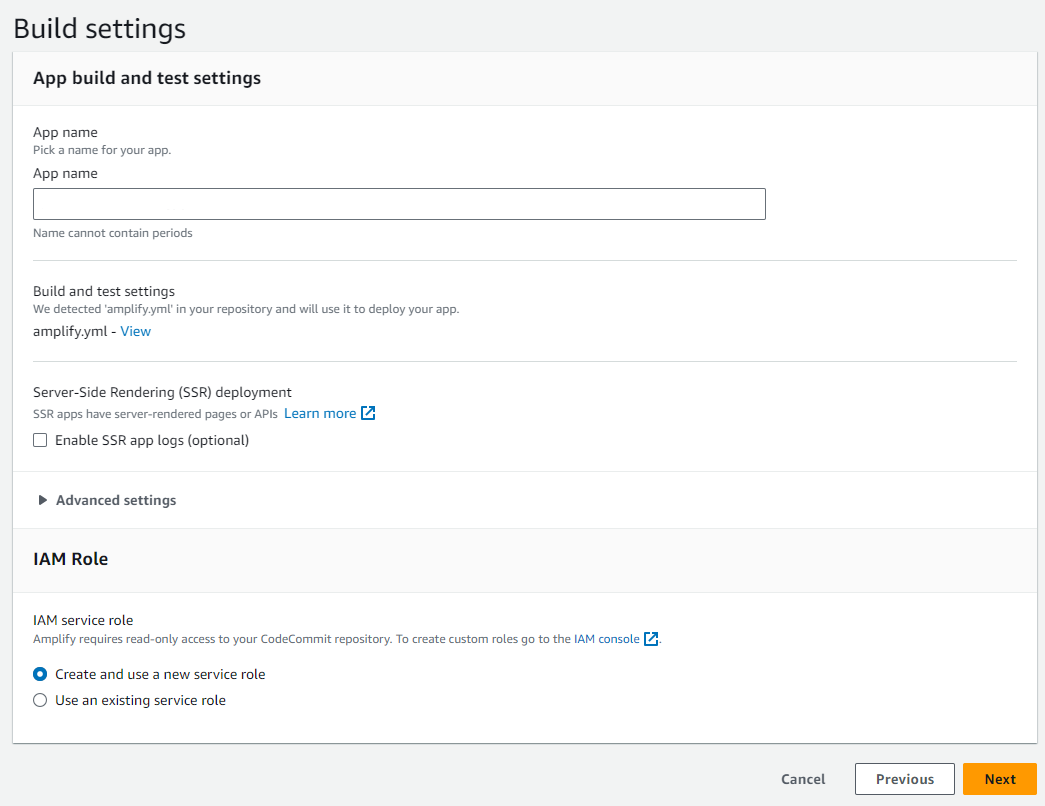 Build settings
App build and test settings
App name
Pick a name for your app.
App name
Name cannot contain periods
Build and test settings
We detected 'amplify.yml' in your repository and will use it to deploy your app.
amplify.yml - View
Server-Side Rendering (SSR) deployment
SSR apps have server-rendered pages or APIs Learn more
Enable SSR app logs (optional)
Advanced settings
IAM Role
IAM service role
Amplify requires read-only access to your CodeCommit repository. To create custom roles go to the IAM console.
Create and use a new service role
Use an existing service role
Cancel Previous Next